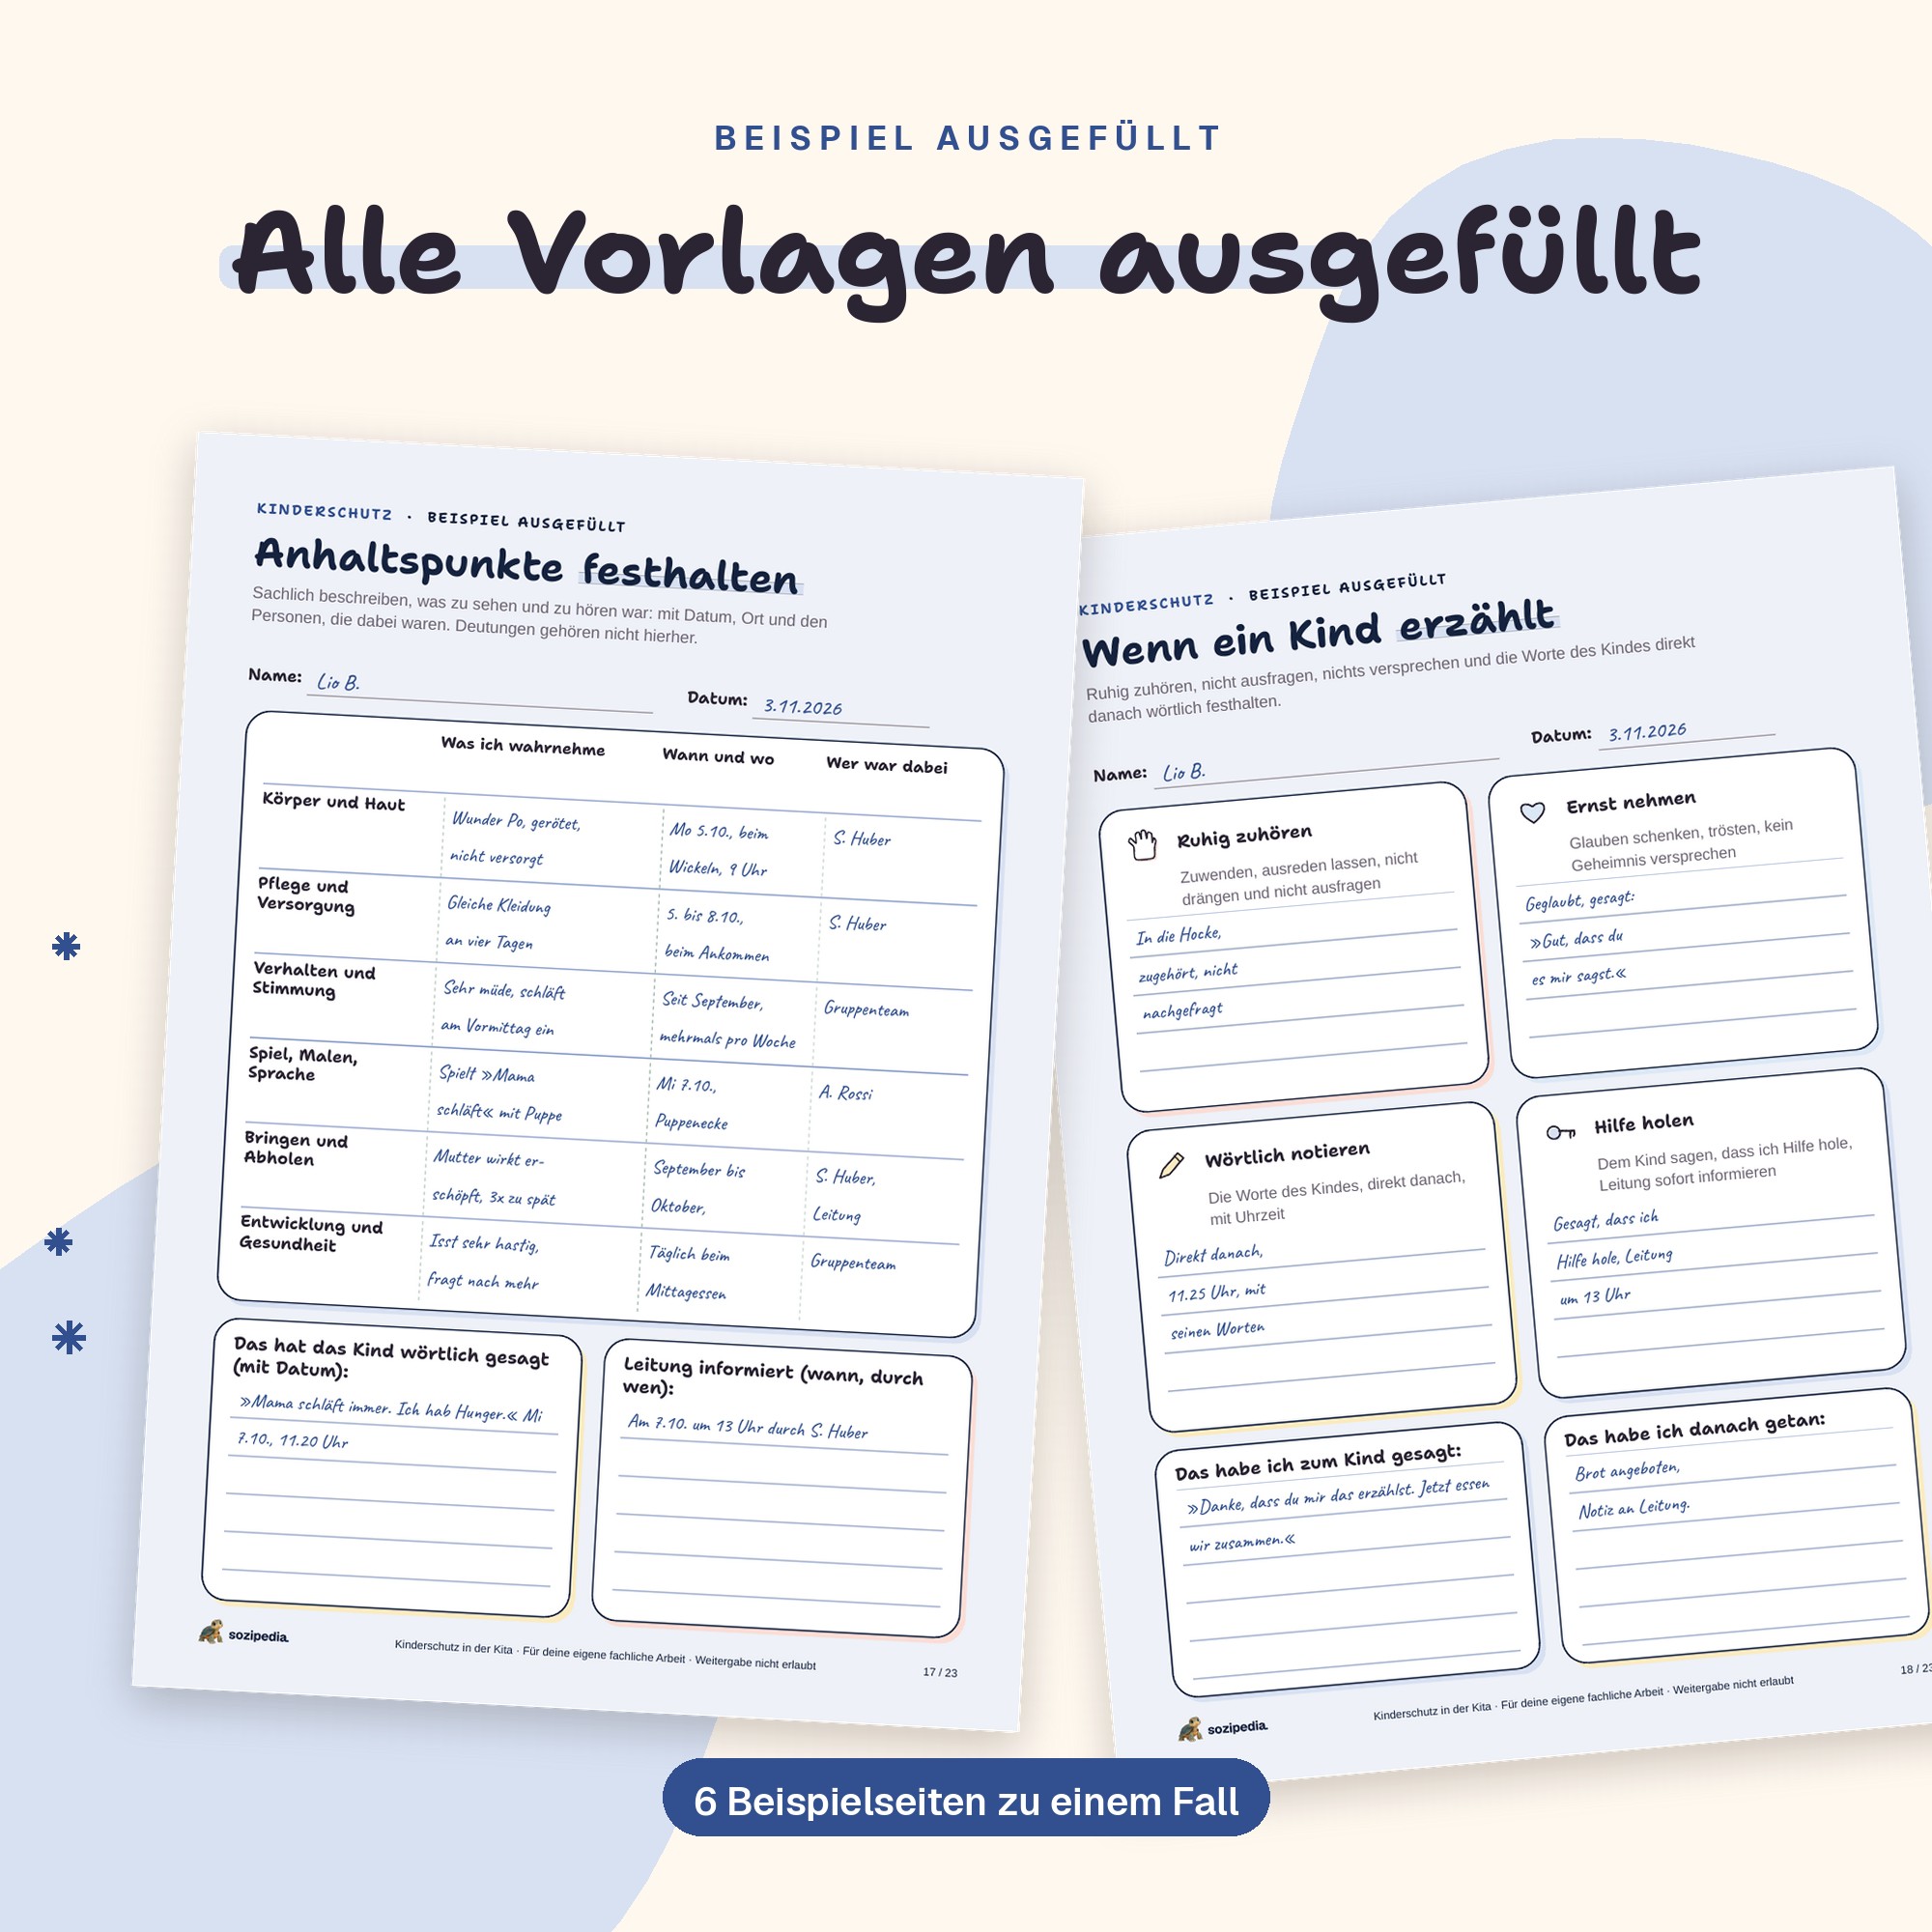 BEISPIEL AUSGEFÜLLT
Alle Vorlagen ausgefüllt
KINDERSCHUTZ · BEISPIEL AUSGEFÜLLT
Anhaltspunkte festhalten
Sachlich beschreiben, was zu sehen und zu hören war: mit Datum, Ort und den
Personen, die dabei waren. Deutungen gehören nicht hierher.
Name: Lio B.
Datum: 3.11.2026
Was ich wahrnehme
Wann und wo
Wer war dabei
Körper und Haut
Wunder Po, gerötet,
nicht versorgt
Mo 5.10., beim
Wickeln, 9 Uhr
S. Huber
Pflege und
Versorgung
Gleiche Kleidung
an vier Tagen
5. bis 8.10.,
beim Ankommen
S. Huber
Verhalten und
Stimmung
Sehr müde, schläft
am Vormittag ein
Seit September,
mehrmals pro Woche
Gruppenteam
Spiel, Malen,
Sprache
Spielt »Mama
schläft« mit Puppe
Mi 7.10.,
Puppenecke
A. Rossi
Bringen und
Abholen
Mutter wirkt er-
schöpft, 3x zu spät
September bis
Oktober,
S. Huber,
Leitung
Entwicklung und
Gesundheit
Isst sehr hastig,
fragt nach mehr
Täglich beim
Mittagessen
Gruppenteam
Das hat das Kind wörtlich gesagt
(mit Datum):
»Mama schläft immer. Ich hab Hunger.« Mi
7.10., 11.20 Uhr
Leitung informiert (wann, durch
wen):
Am 7.10. um 13 Uhr durch S. Huber
sozipedia.
Kinderschutz in der Kita · Für deine eigene fachliche Arbeit · Weitergabe nicht erlaubt
17 / 23
KINDERSCHUTZ · BEISPIEL AUSGEFÜLLT
Wenn ein Kind erzählt
Ruhig zuhören, nicht ausfragen, nichts versprechen und die Worte des Kindes direkt
danach wörtlich festhalten.
Name: Lio B.
Datum: 3.11.2026
Ruhig zuhören
Zuwenden, ausreden lassen, nicht
drängen und nicht ausfragen
In die Hocke,
zugehört, nicht
nachgefragt
Ernst nehmen
Glauben schenken, trösten, kein
Geheimnis versprechen
Geglaubt, gesagt:
»Gut, dass du
es mir sagst.«
Wörtlich notieren
Die Worte des Kindes, direkt danach,
mit Uhrzeit
Direkt danach,
11.25 Uhr, mit
seinen Worten
Hilfe holen
Dem Kind sagen, dass ich Hilfe hole,
Leitung sofort informieren
Gesagt, dass ich
Hilfe hole, Leitung
um 13 Uhr
Das habe ich zum Kind gesagt:
»Danke, dass du mir das erzählst. Jetzt essen
wir zusammen.«
Das habe ich danach getan:
Brot angeboten,
Notiz an Leitung.
sozipedia.
Kinderschutz in der Kita · Für deine eigene fachliche Arbeit · Weitergabe nicht erlaubt
18 / 23
6 Beispielseiten zu einem Fall